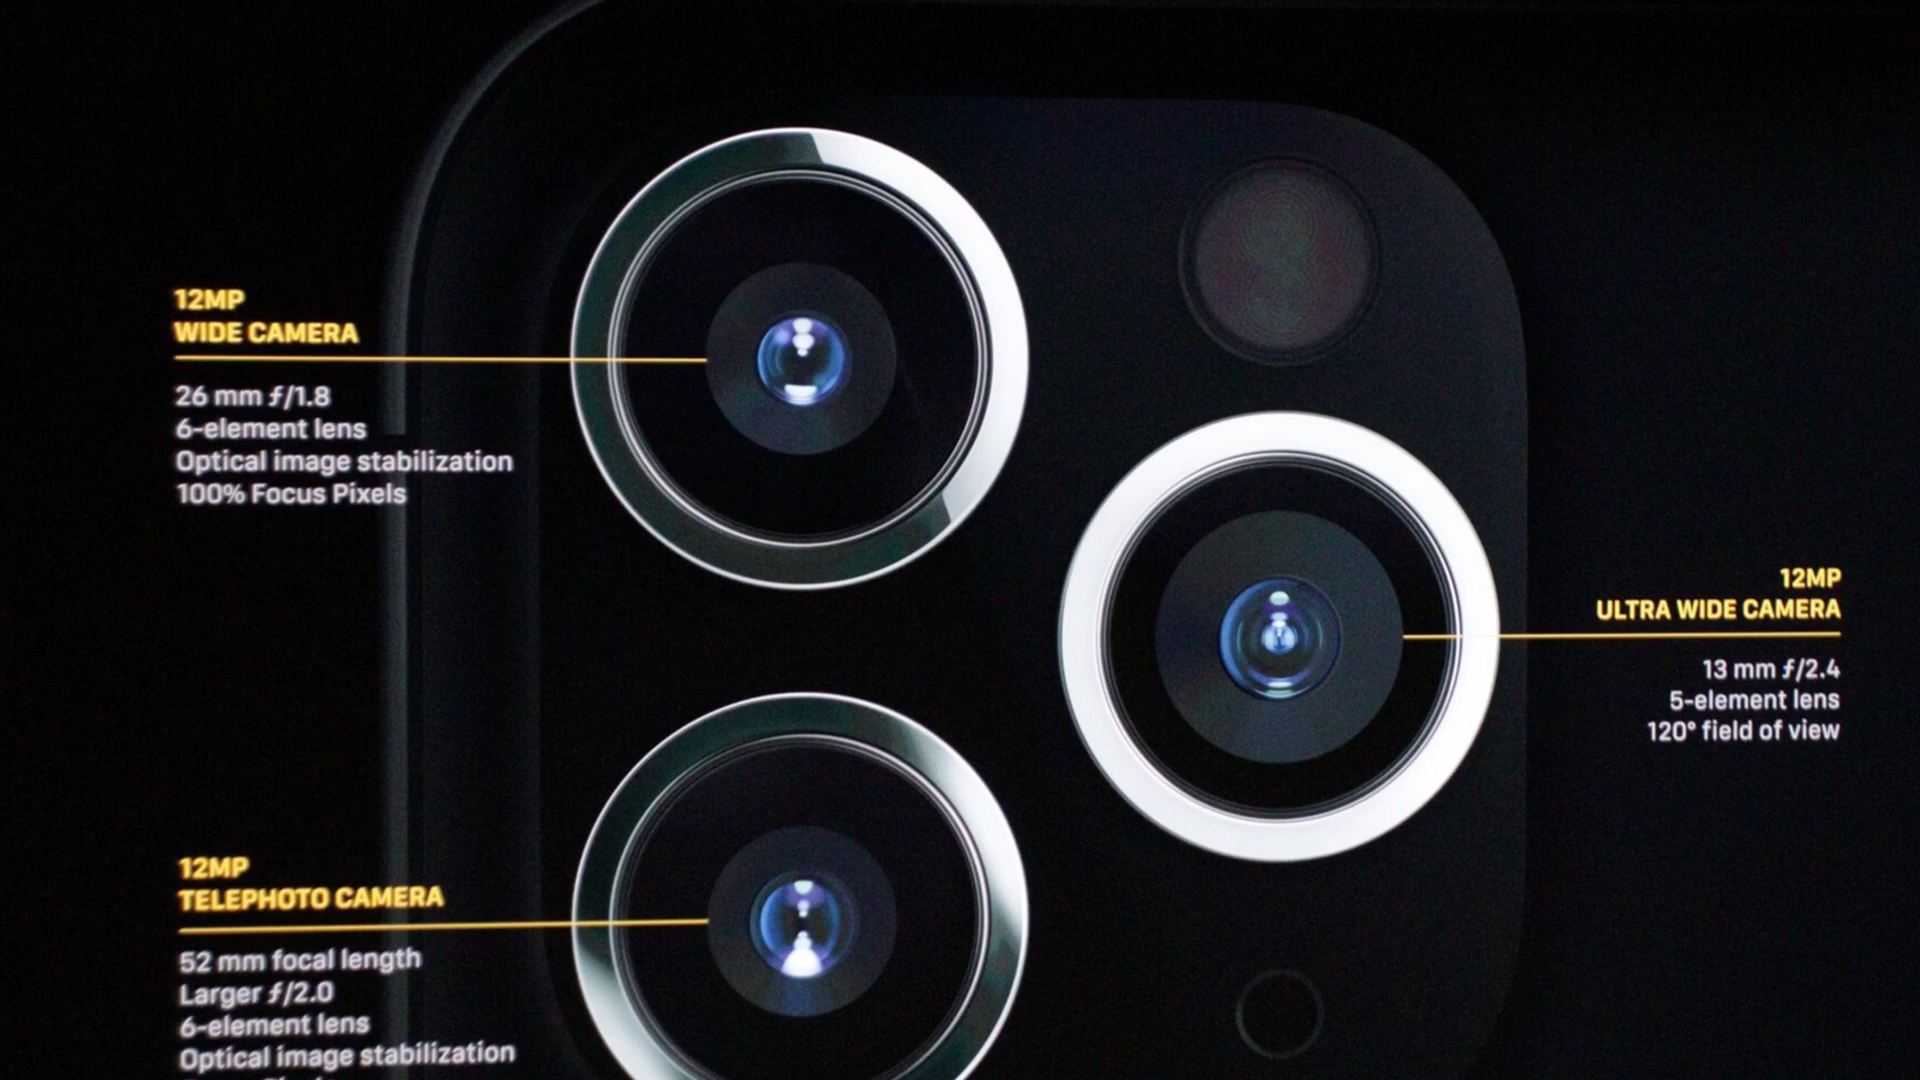 12MP
WIDE CAMERA
26 mm ƒ/1.8
6-element lens
Optical image stabilization
100% Focus Pixels
12MP
ULTRA WIDE CAMERA
13 mm ƒ/2.4
5-element lens
120° field of view
12MP
TELEPHOTO CAMERA
52 mm focal length
Larger ƒ/2.0
6-element lens
Optical image stabilization